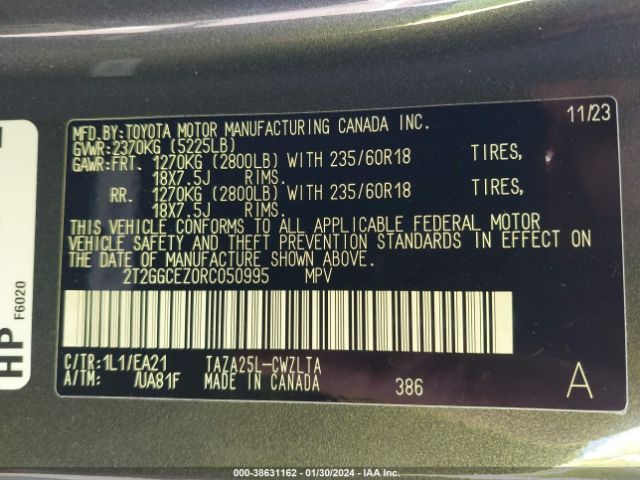 11/23
MFD.BY:TOYOTA MOTOR MANUFACTURING CANADA INC.
GVWR:2370KG (5225LB)
GAWR:FRT. 1270KG (2800LB) WITH 235/60R18 TIRES,
18X7.5J RIMS.
RR. 1270KG (2800LB) WITH 235/60R18 TIRES,
18X7.5J RIMS.
THIS VEHICLE CONFORMS TO ALL APPLICABLE FEDERAL MOTOR
VEHICLE SAFETY AND THEFT PREVENTION STANDARDS IN EFFECT ON
THE DATE OF MANUFACTURE SHOWN ABOVE.
2T2GGCEZ0RC050995 MPV
C/TR:1L1/EA21 TAZA25L-CWZLTA
A/TM: /UA81F MADE IN CANADA 386 A
HP F6020
000-38631162 - 01/30/2024 - IAA Inc.